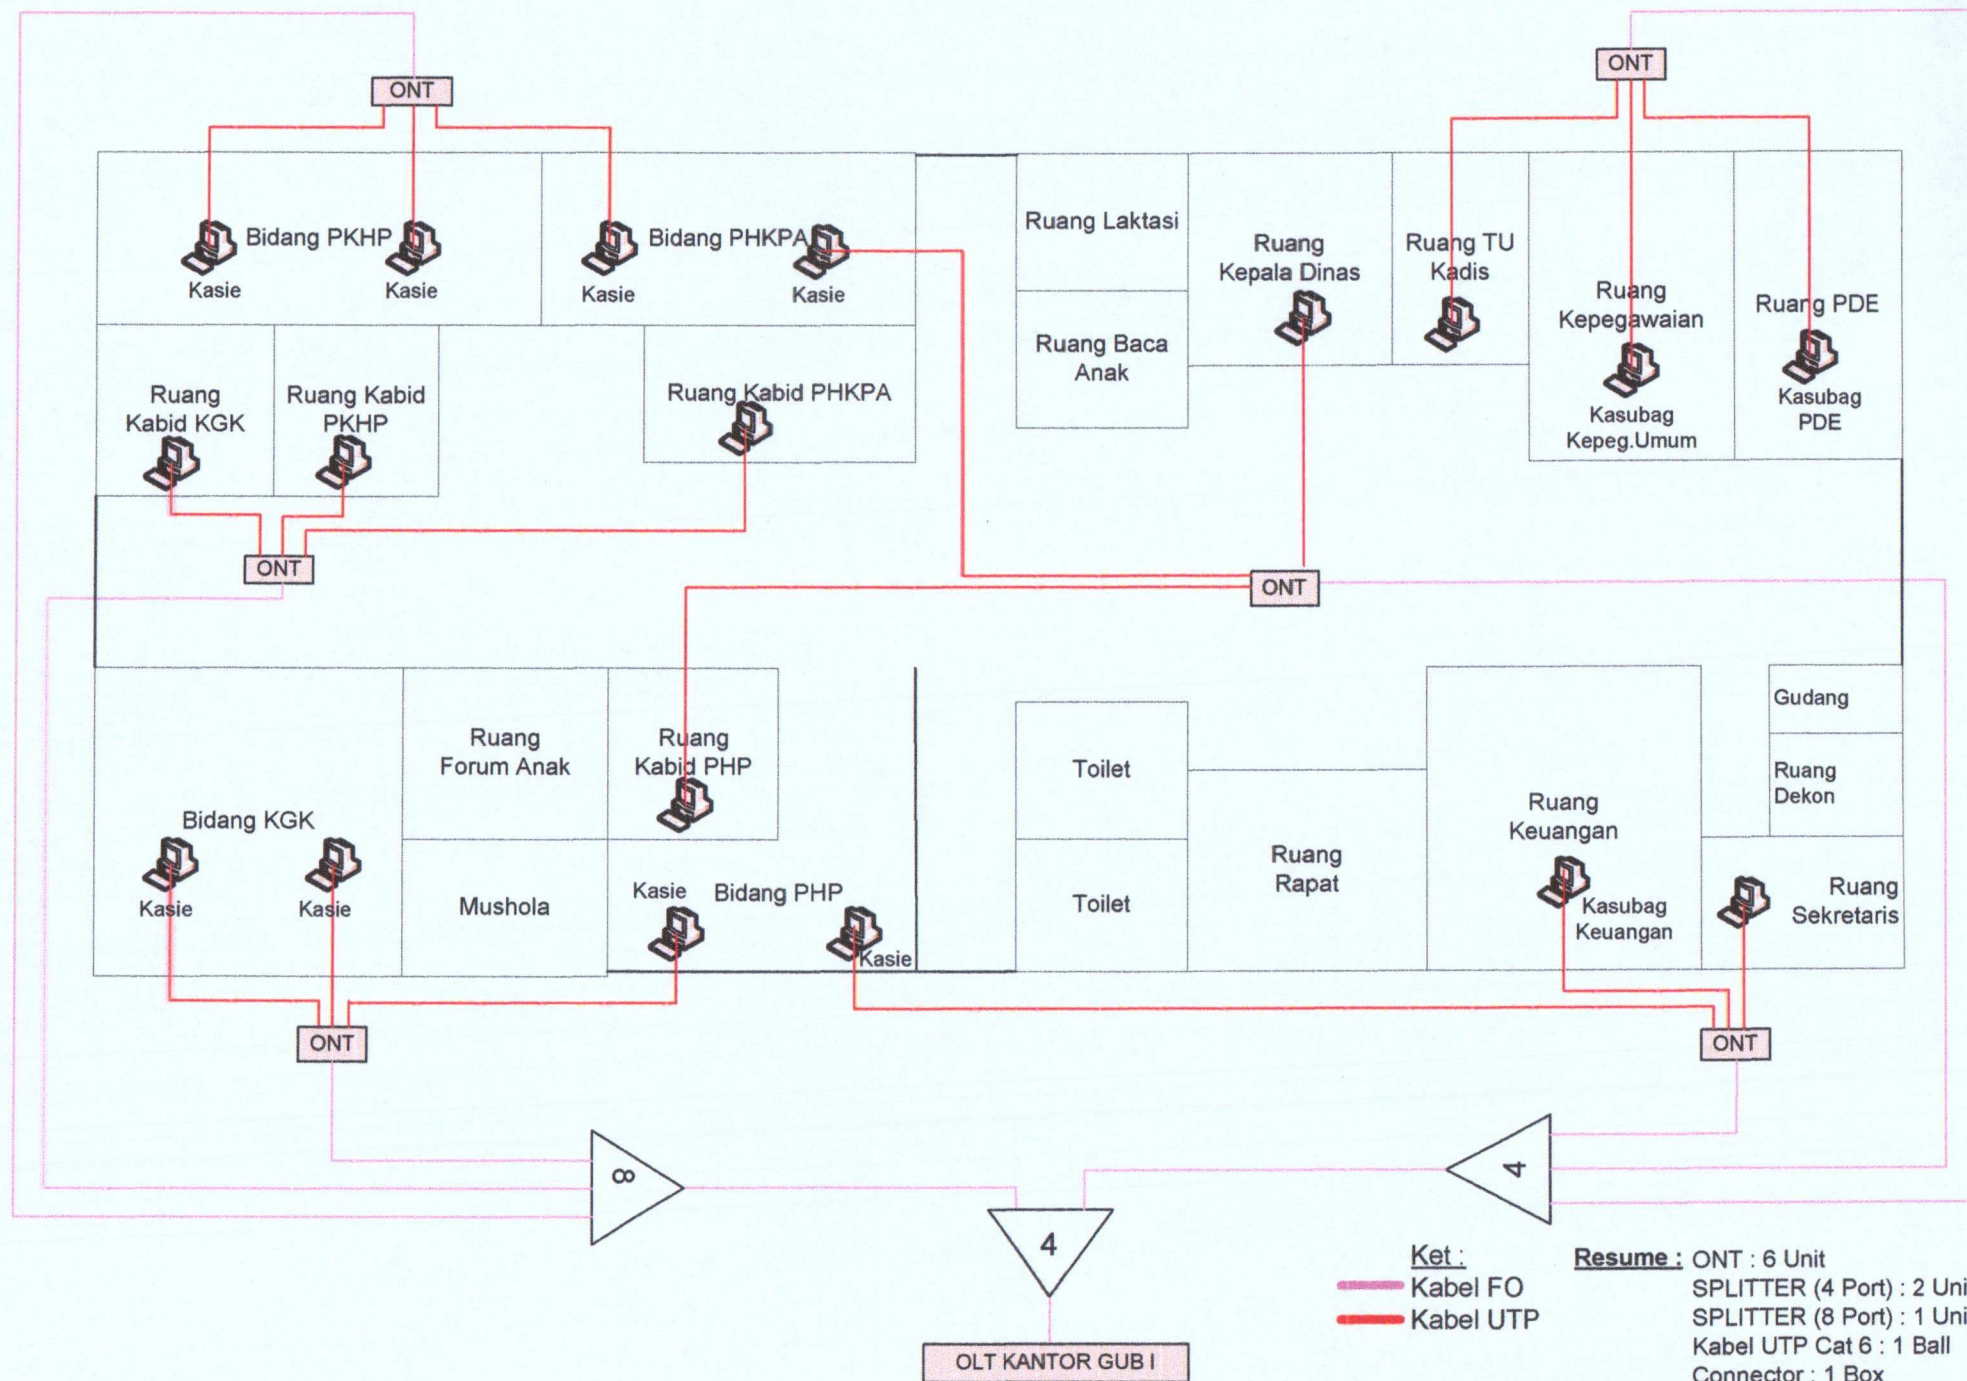 ONT
ONT
Bidang PKHP
Kasie
Kasie
Bidang PHKPA
Kasie
Kasie
Ruang Laktasi
Ruang Baca
Anak
Ruang
Kepala Dinas
Ruang TU
Kadis
Ruang
Kepegawaian
Kasubag
Kepeg.Umum
Ruang PDE
Kasubag
PDE
Ruang
Kabid KGK
Ruang Kabid
PKHP
Ruang Kabid PHKPA
ONT
ONT
Bidang KGK
Kasie
Kasie
Ruang
Forum Anak
Mushola
Ruang
Kabid PHP
Kasie
Bidang PHP
Kasie
Toilet
Toilet
Ruang
Rapat
Ruang
Keuangan
Kasubag
Keuangan
Gudang
Ruang
Dekon
Ruang
Sekretaris
ONT
ONT
8
4
4
OLT KANTOR GUB I
Ket :
Kabel FO
Kabel UTP
Resume : ONT : 6 Unit
SPLITTER (4 Port) : 2 Uni
SPLITTER (8 Port) : 1 Uni
Kabel UTP Cat 6 : 1 Ball
Connector : 1 Box